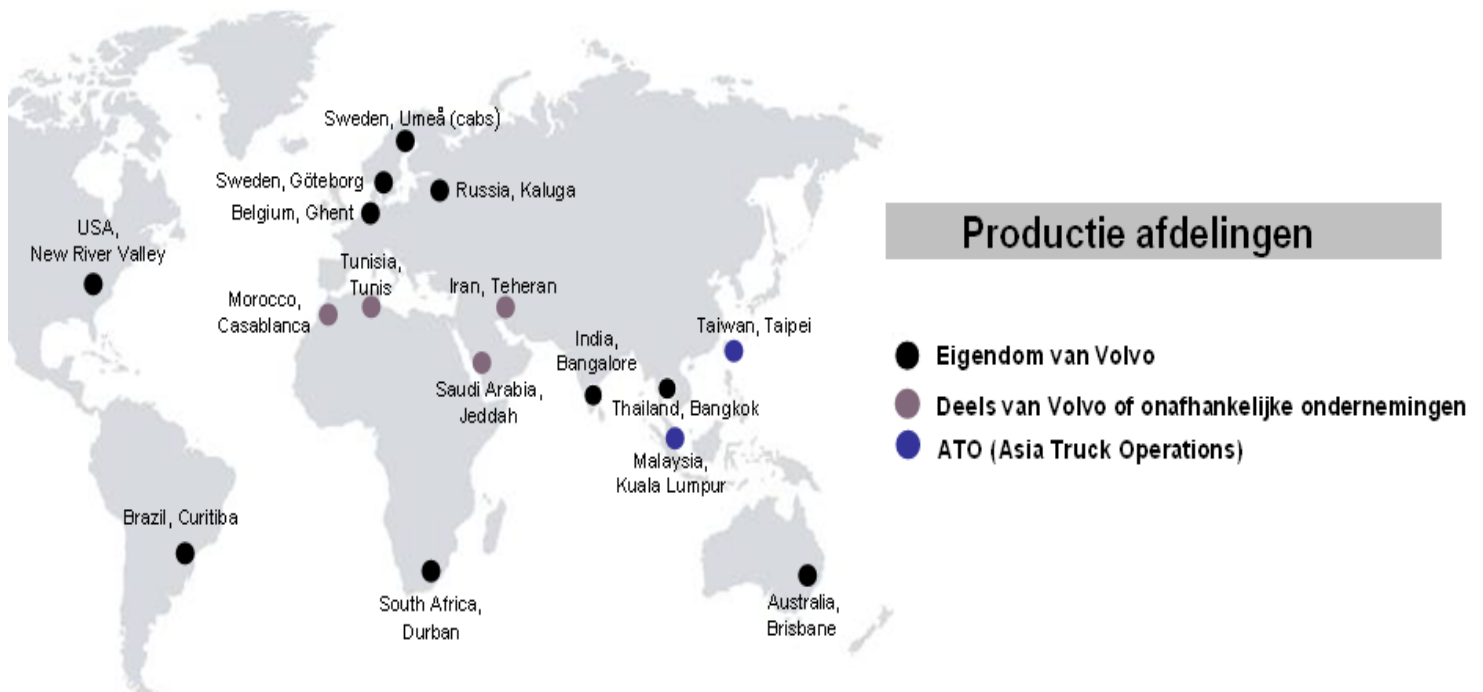 Sweden, Umeå (cabs)
Sweden, Göteborg
Russia, Kaluga
Belgium, Ghent
USA,
New River Valley
Tunisia,
Tunis
Iran, Teheran
Morocco,
Casablanca
India,
Bangalore
Taiwan, Taipei
Saudi Arabia,
Jeddah
Thailand, Bangkok
Malaysia,
Kuala Lumpur
Brazil, Curitiba
South Africa,
Durban
Australia,
Brisbane
Productie afdelingen
Eigendom van Volvo
Deels van Volvo of onafhankelijke ondernemingen
ATO (Asia Truck Operations)